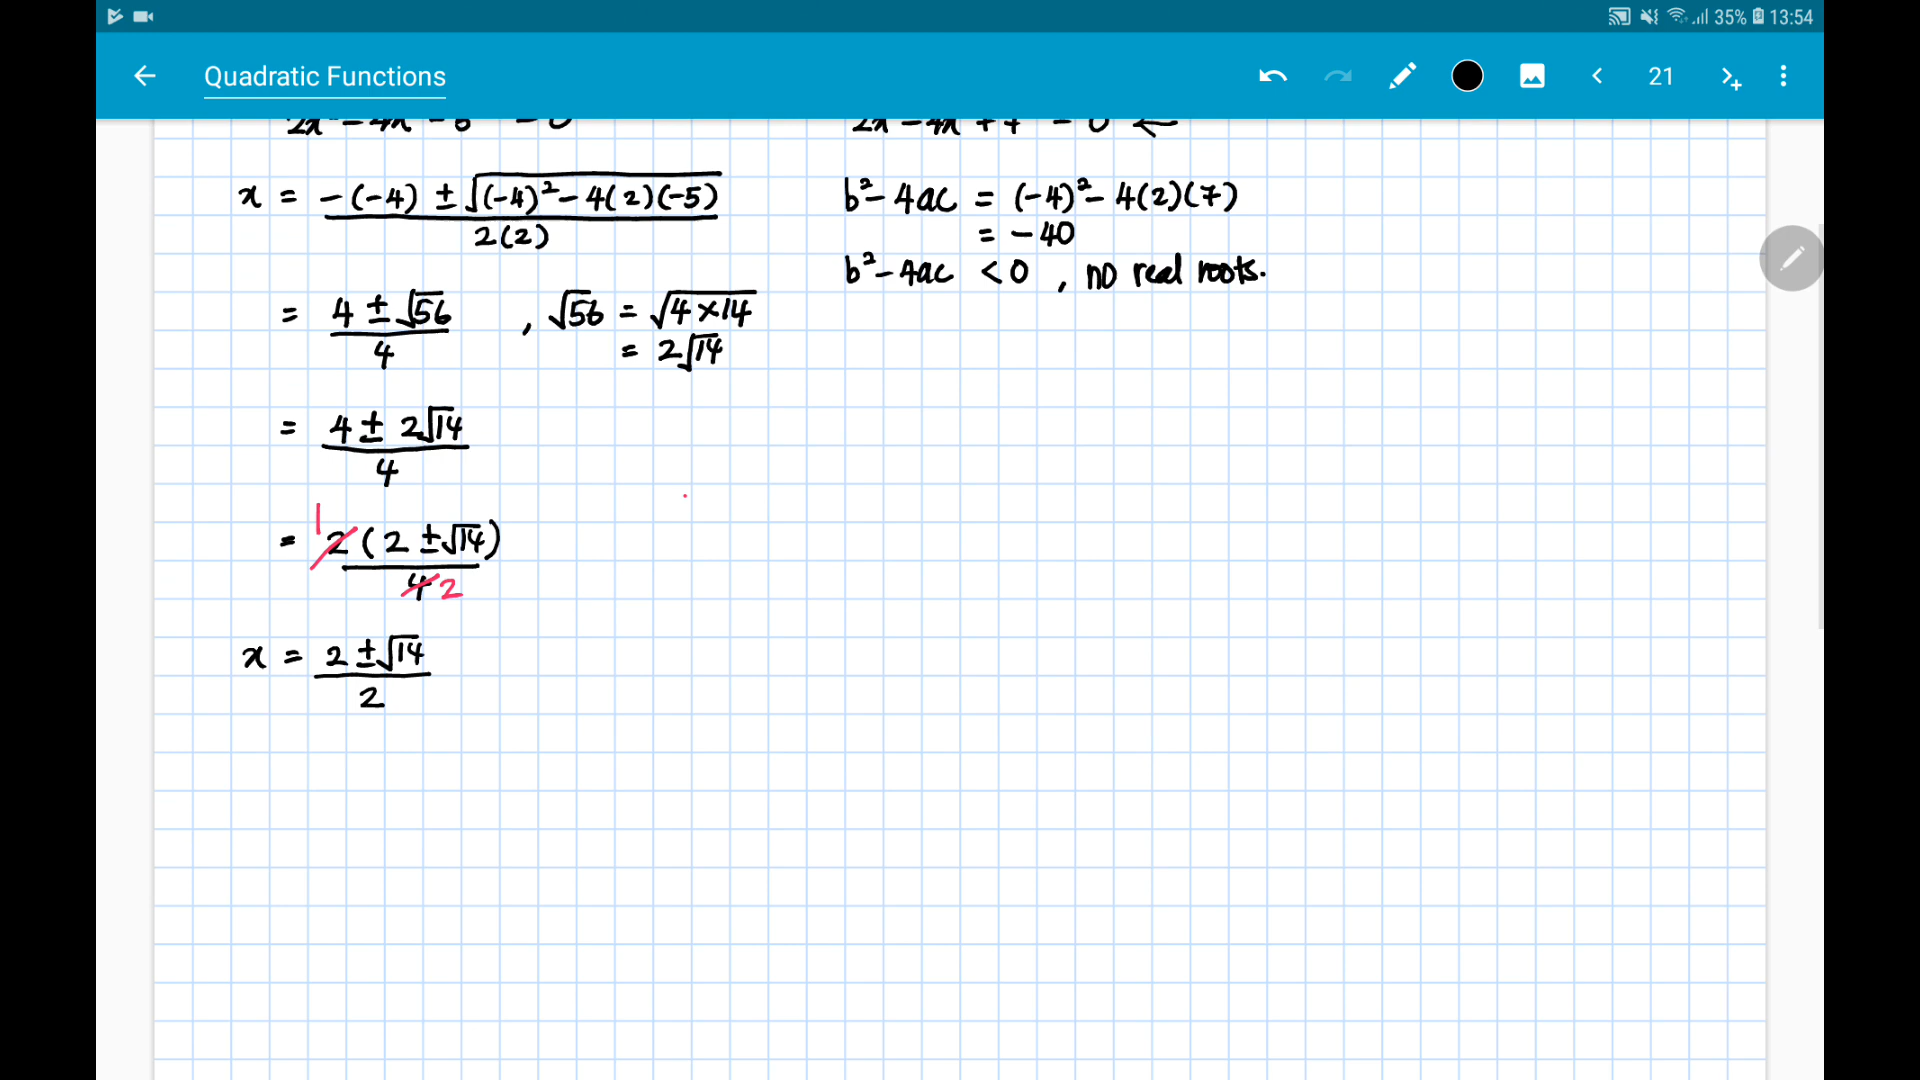 35% 13:54
Quadratic Functions
21
x = -(-4) ± √(-4)² - 4(2)(-5)
2(2)
= 4 ± √56 , √56 = √4 × 14
4
= 2√14
= 4 ± 2√14
4
1
= 2 (2 ± √14)
4 2
x = 2 ± √14
2
b² - 4ac = (-4)² - 4(2)(7)
= -40
b² - 4ac < 0 , no real roots.